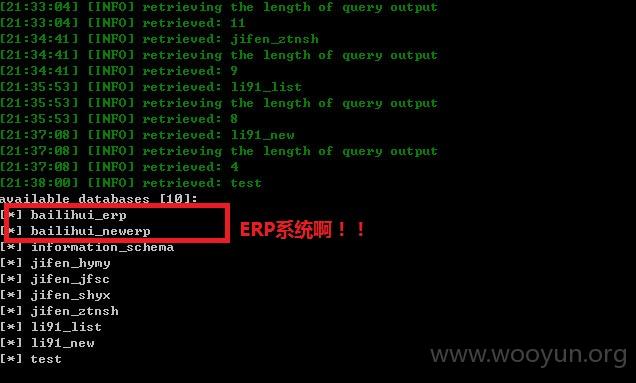 [21:33:04] [INFO] retrieving the length of query output
[21:33:04] [INFO] retrieved: 11
[21:34:41] [INFO] retrieved: jifen_ztnsh
[21:34:41] [INFO] retrieving the length of query output
[21:34:41] [INFO] retrieved: 9
[21:35:53] [INFO] retrieved: li91_list
[21:35:53] [INFO] retrieving the length of query output
[21:35:53] [INFO] retrieved: 8
[21:37:08] [INFO] retrieved: li91_new
[21:37:08] [INFO] retrieving the length of query output
[21:37:08] [INFO] retrieved: 4
[21:38:00] [INFO] retrieved: test
available databases [10]:
[*] bailihui_erp
[*] bailihui_newerp
ERP系统啊！！
[*] information_schema
[*] jifen_hymy
[*] jifen_jfsc
[*] jifen_shyx
[*] jifen_ztnsh
[*] li91_list
[*] li91_new
[*] test
www.wooyun.org